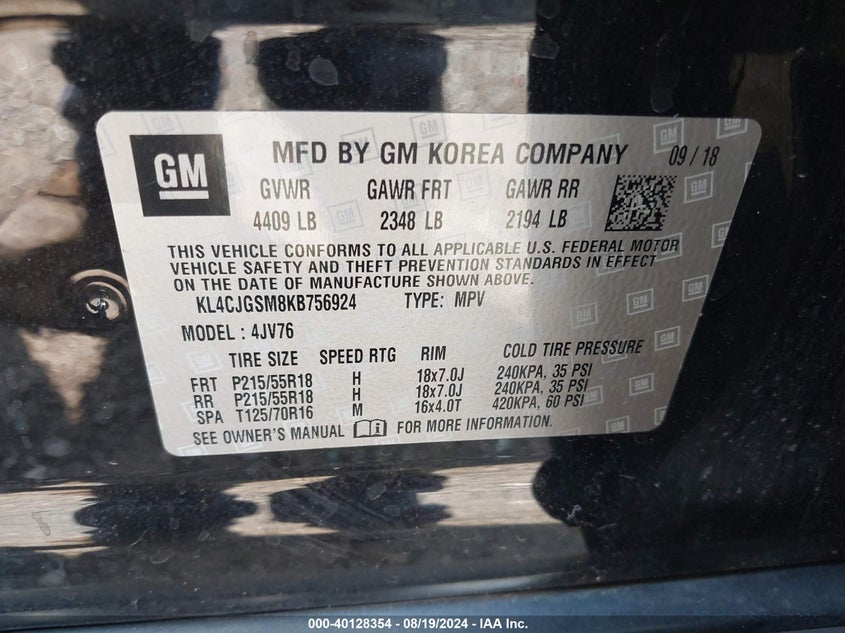 GM MFD BY GM KOREA COMPANY 09 / 18
GVWR GAWR FRT GAWR RR
4409 LB 2348 LB 2194 LB
THIS VEHICLE CONFORMS TO ALL APPLICABLE U.S. FEDERAL MOTOR
VEHICLE SAFETY AND THEFT PREVENTION STANDARDS IN EFFECT
ON THE DATE OF MANUFACTURE SHOWN ABOVE.
KL4CJGSM8KB756924 TYPE: MPV
MODEL : 4JV76
TIRE SIZE SPEED RTG RIM COLD TIRE PRESSURE
FRT P215/55R18 H 18x7.0J 240KPA, 35 PSI
RR P215/55R18 H 18x7.0J 240KPA, 35 PSI
SPA T125/70R16 M 16x4.0T 420KPA, 60 PSI
SEE OWNER'S MANUAL FOR MORE INFORMATION.
000-40128354 - 08/19/2024 - IAA Inc.